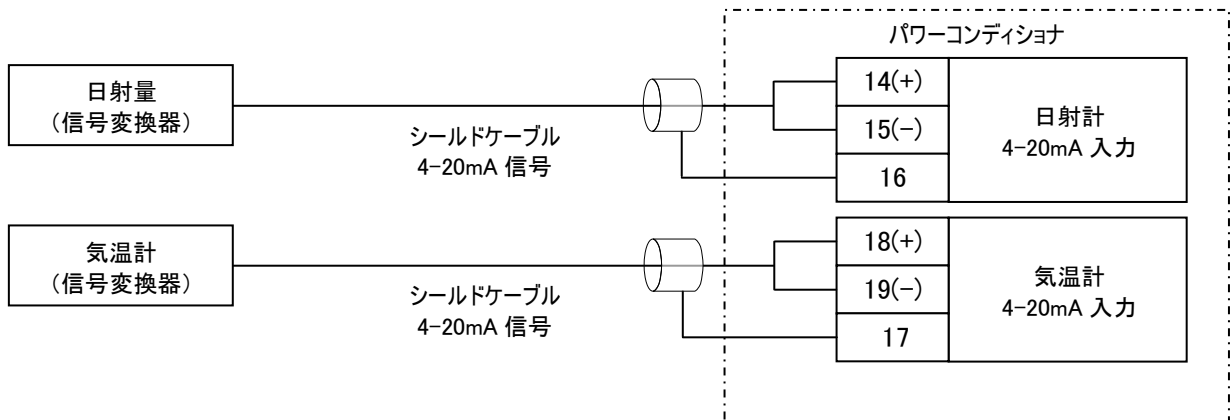 パワーコンディショナ
日射量
(信号変換器)
シールドケーブル
4-20mA 信号
14(+)
15(-)
16
日射計
4-20mA 入力
気温計
(信号変換器)
シールドケーブル
4-20mA 信号
18(+)
19(-)
17
気温計
4-20mA 入力